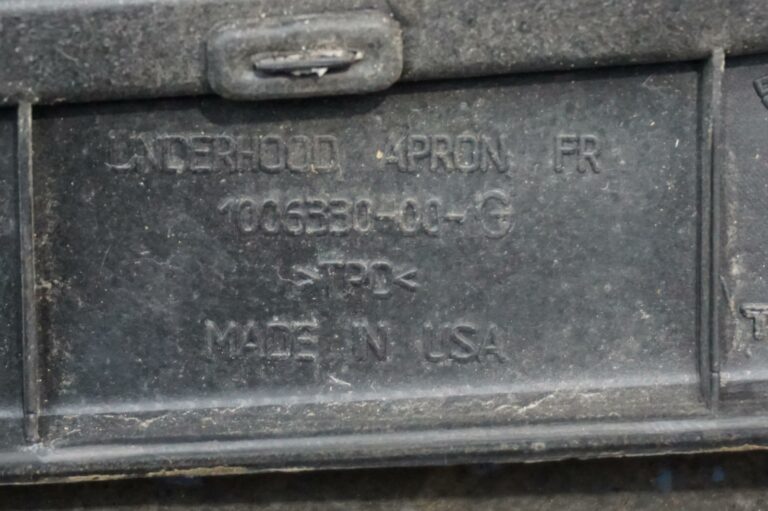 UNDERHOOD, APRON FR
1006330-00-G
>TPO<
MADE IN USA
T